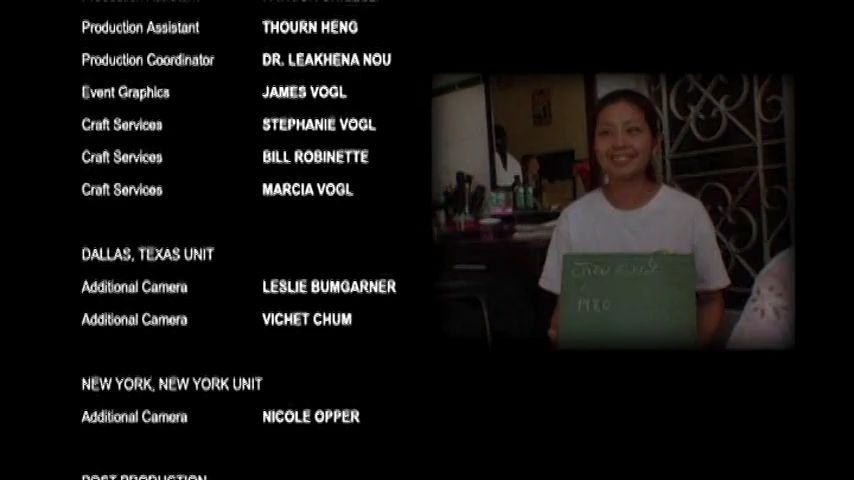 Production Assistant THOURN HENG
Production Coordinator DR. LEAKHENA NOU
Event Graphics JAMES VOGL
Craft Services STEPHANIE VOGL
Craft Services BILL ROBINETTE
Craft Services MARCIA VOGL
DALLAS, TEXAS UNIT
Additional Camera LESLIE BUMGARNER
Additional Camera VICHET CHUM
NEW YORK, NEW YORK UNIT
Additional Camera NICOLE OPPER
POST PRODUCTION